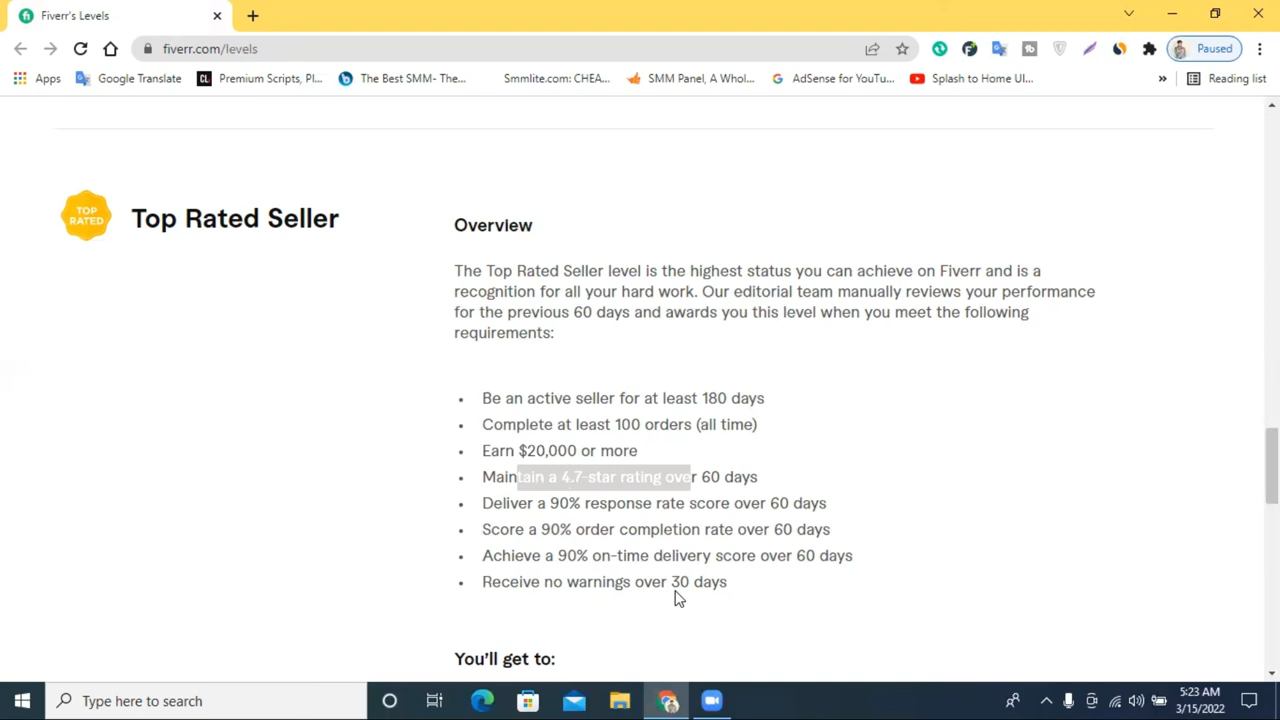 Fiverr's Levels
fiverr.com/levels
Paused
Apps
Google Translate
CL
Premium Scripts, Pl...
The Best SMM- The...
Smmlite.com: CHEA...
SMM Panel, A Whol...
AdSense for YouTu...
Splash to Home UI...
»
Reading list
TOP
RATED
Top Rated Seller
Overview
The Top Rated Seller level is the highest status you can achieve on Fiverr and is a
recognition for all your hard work. Our editorial team manually reviews your performance
for the previous 60 days and awards you this level when you meet the following
requirements:
• Be an active seller for at least 180 days
• Complete at least 100 orders (all time)
• Earn $20,000 or more
• Maintain a 4.7-star rating over 60 days
• Deliver a 90% response rate score over 60 days
• Score a 90% order completion rate over 60 days
• Achieve a 90% on-time delivery score over 60 days
• Receive no warnings over 30 days
You'll get to:
Type here to search
5:23 AM
3/15/2022